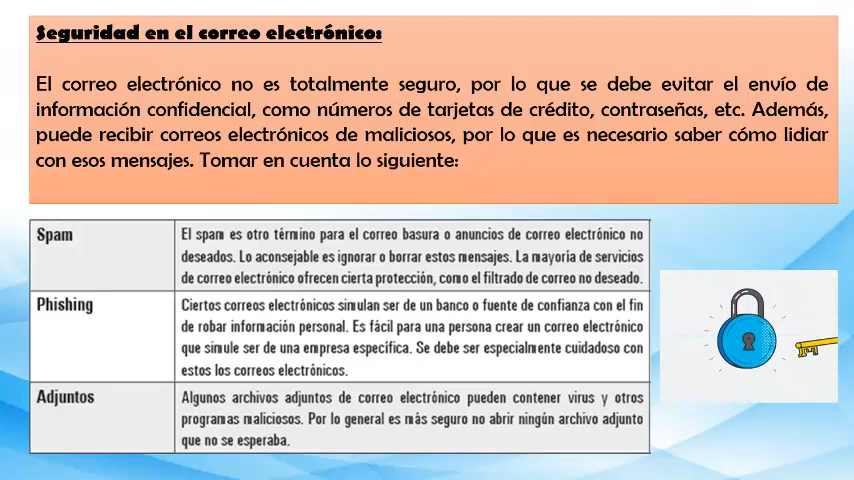 Seguridad en el correo electrónico:
El correo electrónico no es totalmente seguro, por lo que se debe evitar el envío de
información confidencial, como números de tarjetas de crédito, contraseñas, etc. Además,
puede recibir correos electrónicos de maliciosos, por lo que es necesario saber cómo lidiar
con esos mensajes. Tomar en cuenta lo siguiente:
Spam
El spam es otro término para el correo basura o anuncios de correo electrónico no
deseados. Lo aconsejable es ignorar o borrar estos mensajes. La mayoría de servicios
de correo electrónico ofrecen cierta protección, como el filtrado de correo no deseado.
Phishing
Ciertos correos electrónicos simulan ser de un banco o fuente de confianza con el fin
de robar información personal. Es fácil para una persona crear un correo electrónico
que simule ser de una empresa específica. Se debe ser especialmente cuidadoso con
estos los correos electrónicos.
Adjuntos
Algunos archivos adjuntos de correo electrónico pueden contener virus y otros
programas maliciosos. Por lo general es más seguro no abrir ningún archivo adjunto
que no se esperaba.